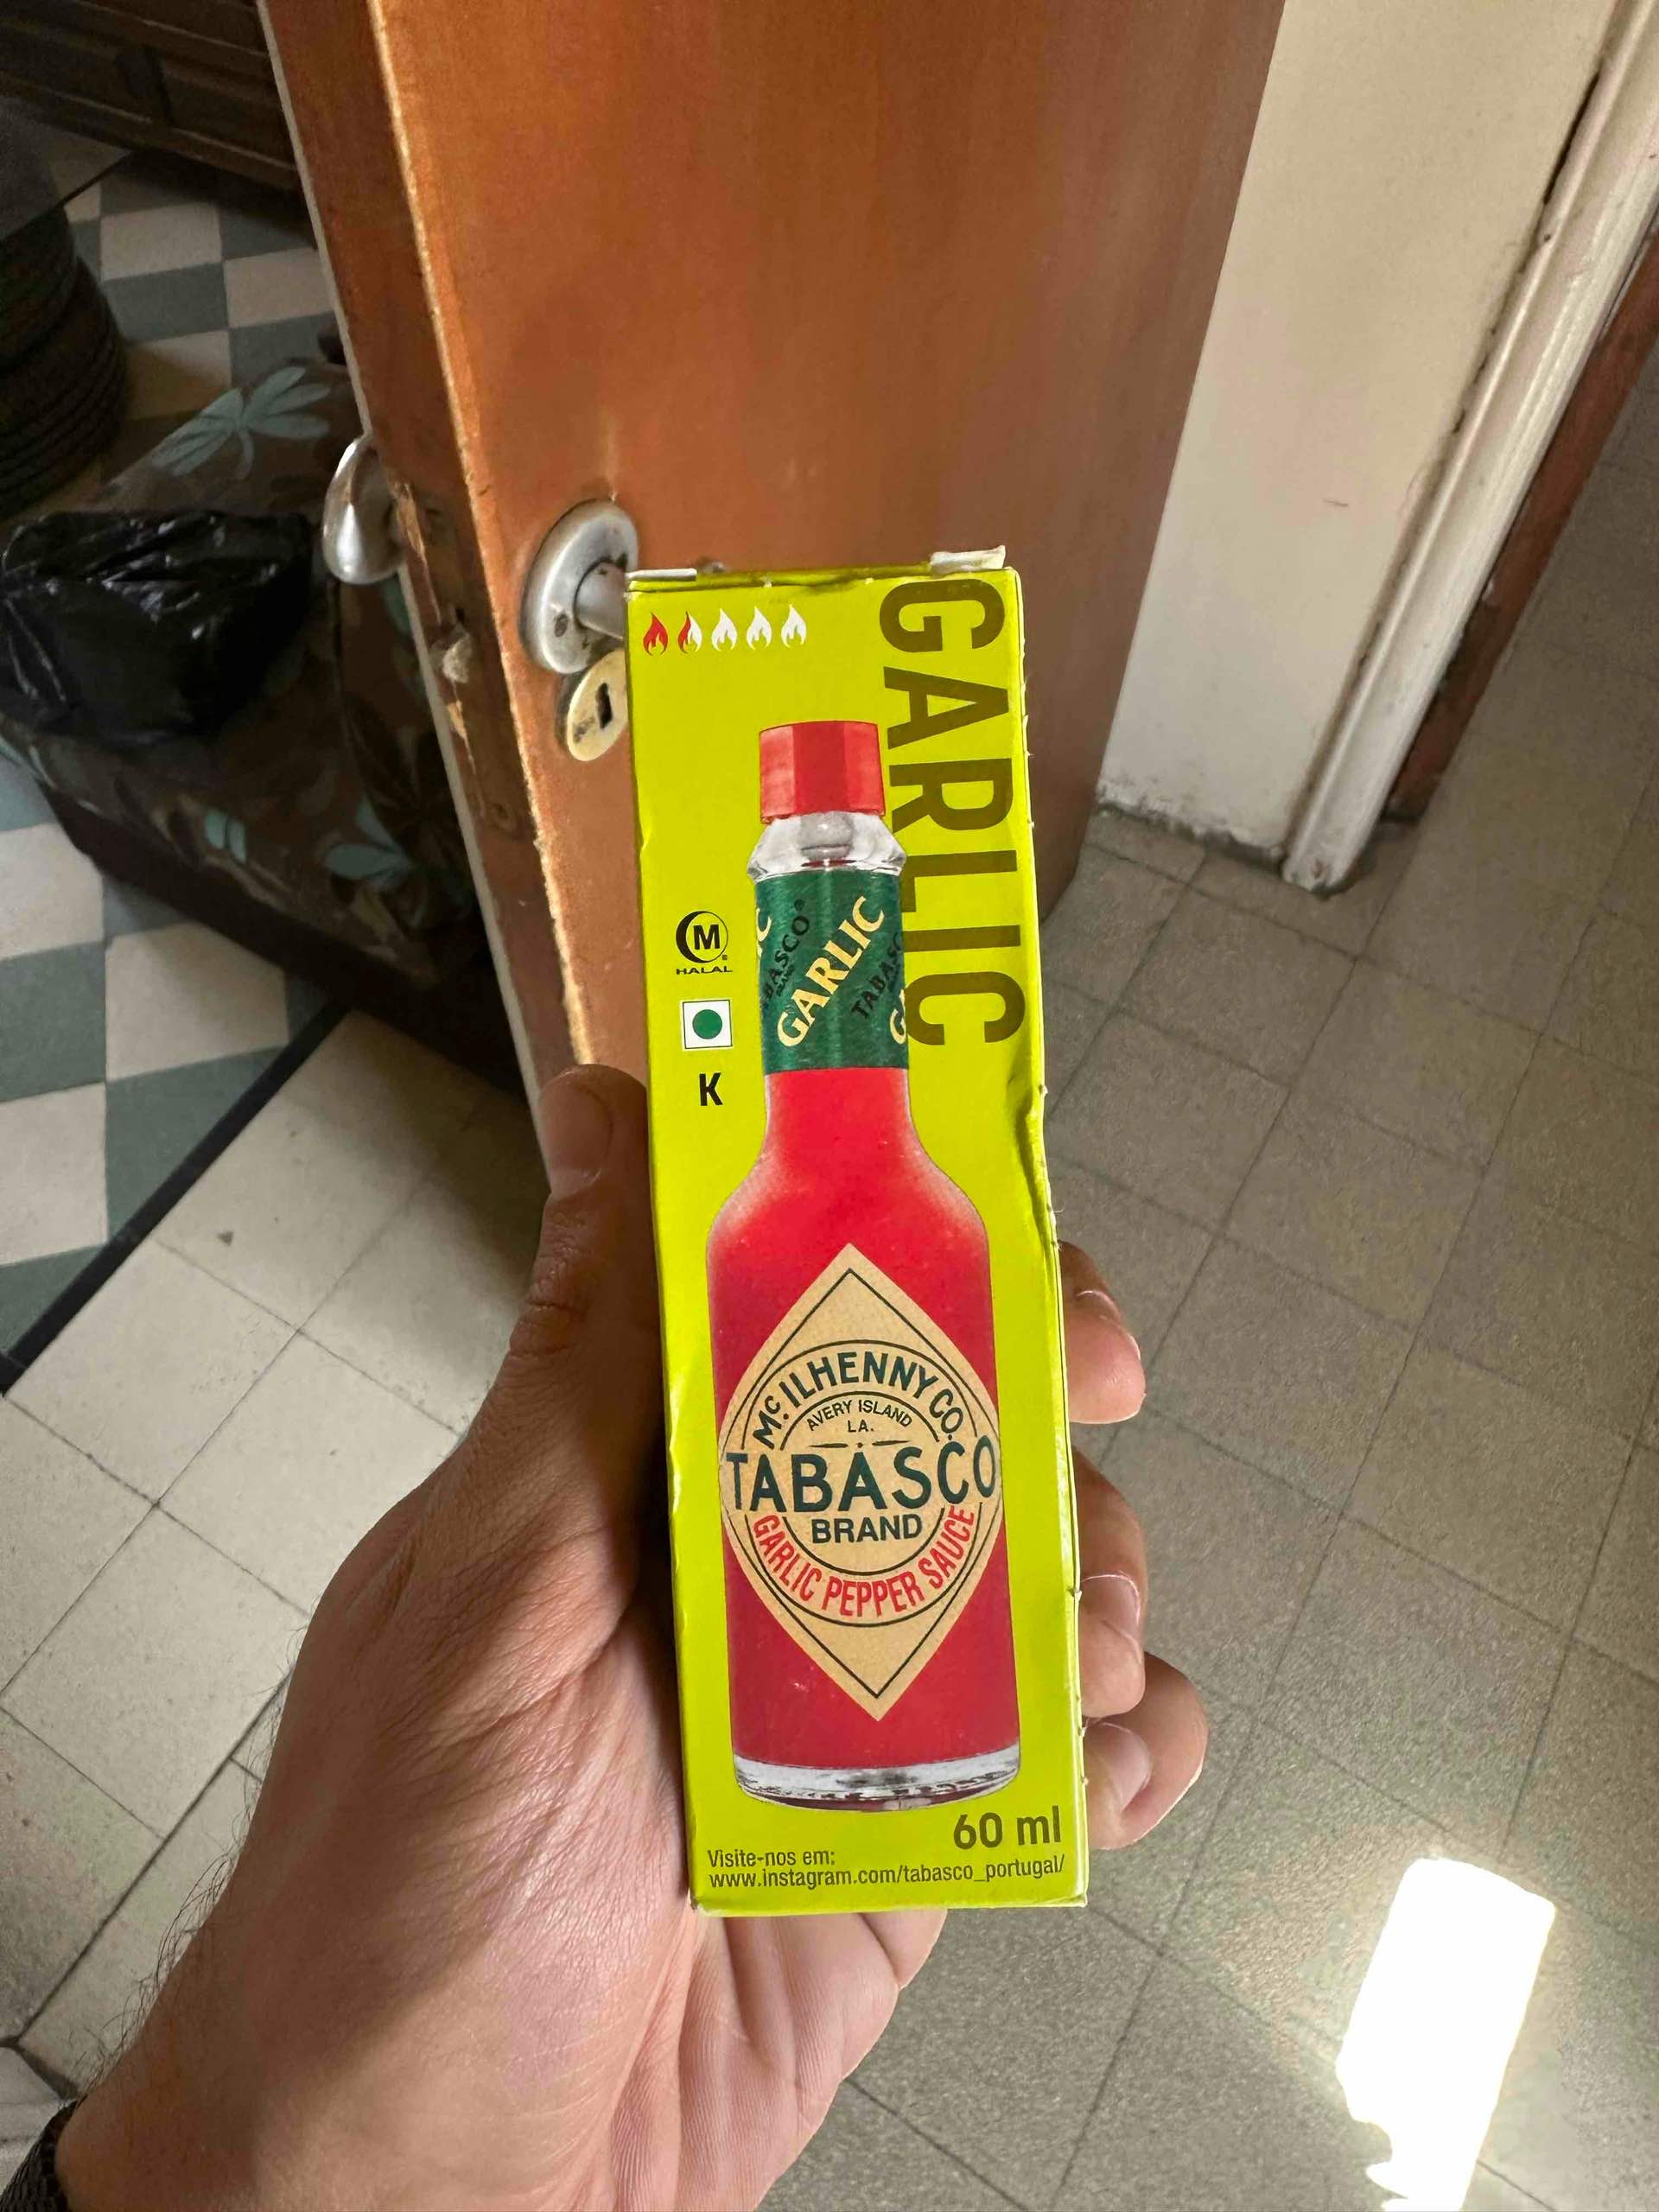 GARLIC
GARLIC
TABASCO®
M®
HALAL
K
McILHENNY CO.
AVERY ISLAND
LA.
TABASCO
BRAND
GARLIC PEPPER SAUCE
60 ml
Visite-nos em:
www.instagram.com/tabasco_portugal/